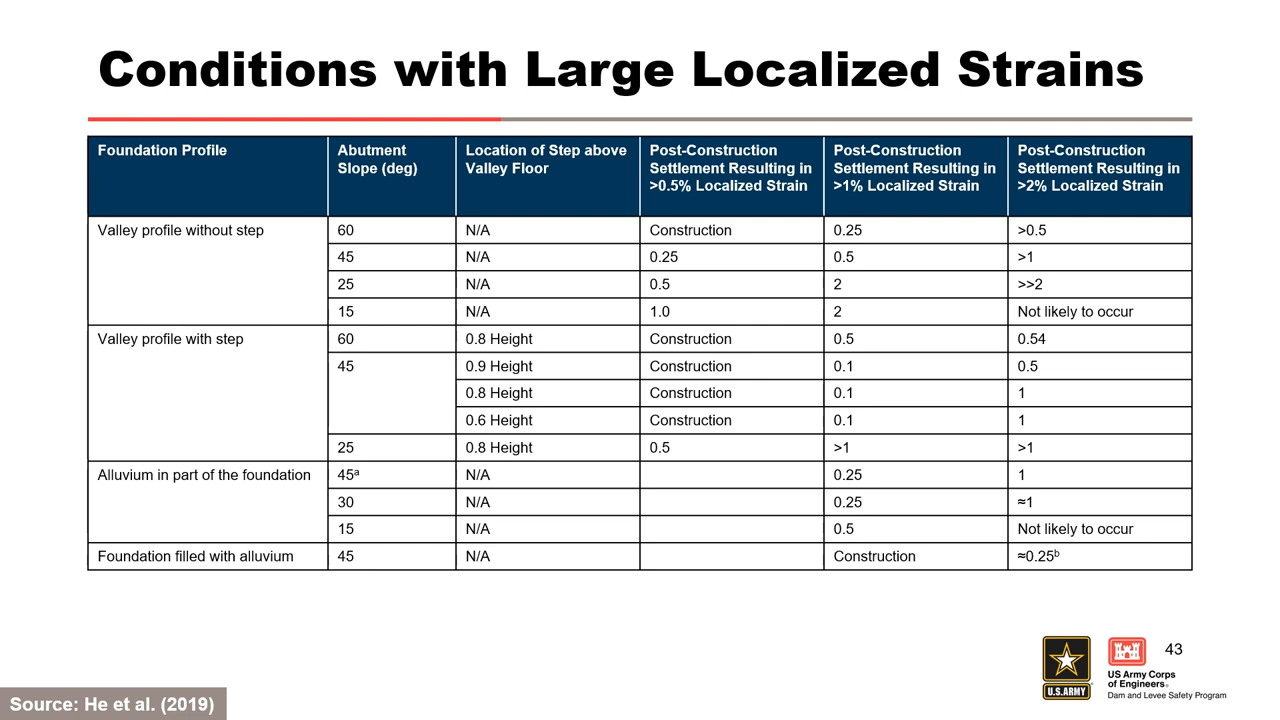 Conditions with Large Localized Strains
Foundation Profile
Abutment
Slope (deg)
Location of Step above
Valley Floor
Post-Construction
Settlement Resulting in
>0.5% Localized Strain
Post-Construction
Settlement Resulting in
>1% Localized Strain
Post-Construction
Settlement Resulting in
>2% Localized Strain
Valley profile without step 60 N/A Construction 0.25 >0.5
45 N/A 0.25 0.5 >1
25 N/A 0.5 2 >>2
15 N/A 1.0 2 Not likely to occur
Valley profile with step 60 0.8 Height Construction 0.5 0.54
45 0.9 Height Construction 0.1 0.5
0.8 Height Construction 0.1 1
0.6 Height Construction 0.1 1
25 0.8 Height 0.5 >1 >1
Alluvium in part of the foundation 45ᵃ N/A 0.25 1
30 N/A 0.25 ≈1
15 N/A 0.5 Not likely to occur
Foundation filled with alluvium 45 N/A Construction ≈0.25ᵇ
43
U.S.ARMY
US Army Corps
of Engineers®
Dam and Levee Safety Program
Source: He et al. (2019)